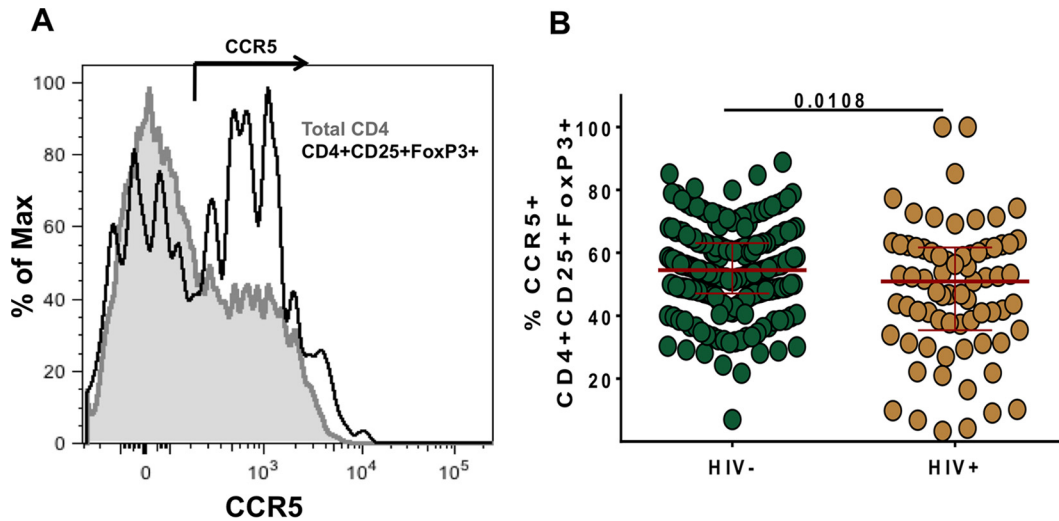 A
CCR5
Total CD4
CD4+CD25+FoxP3+
% of Max
100
80
60
40
20
0
0
10³
10⁴
10⁵
CCR5
B
0.0108
% CCR5+
CD4+CD25+FoxP3+
100
80
60
40
20
HIV-
HIV+